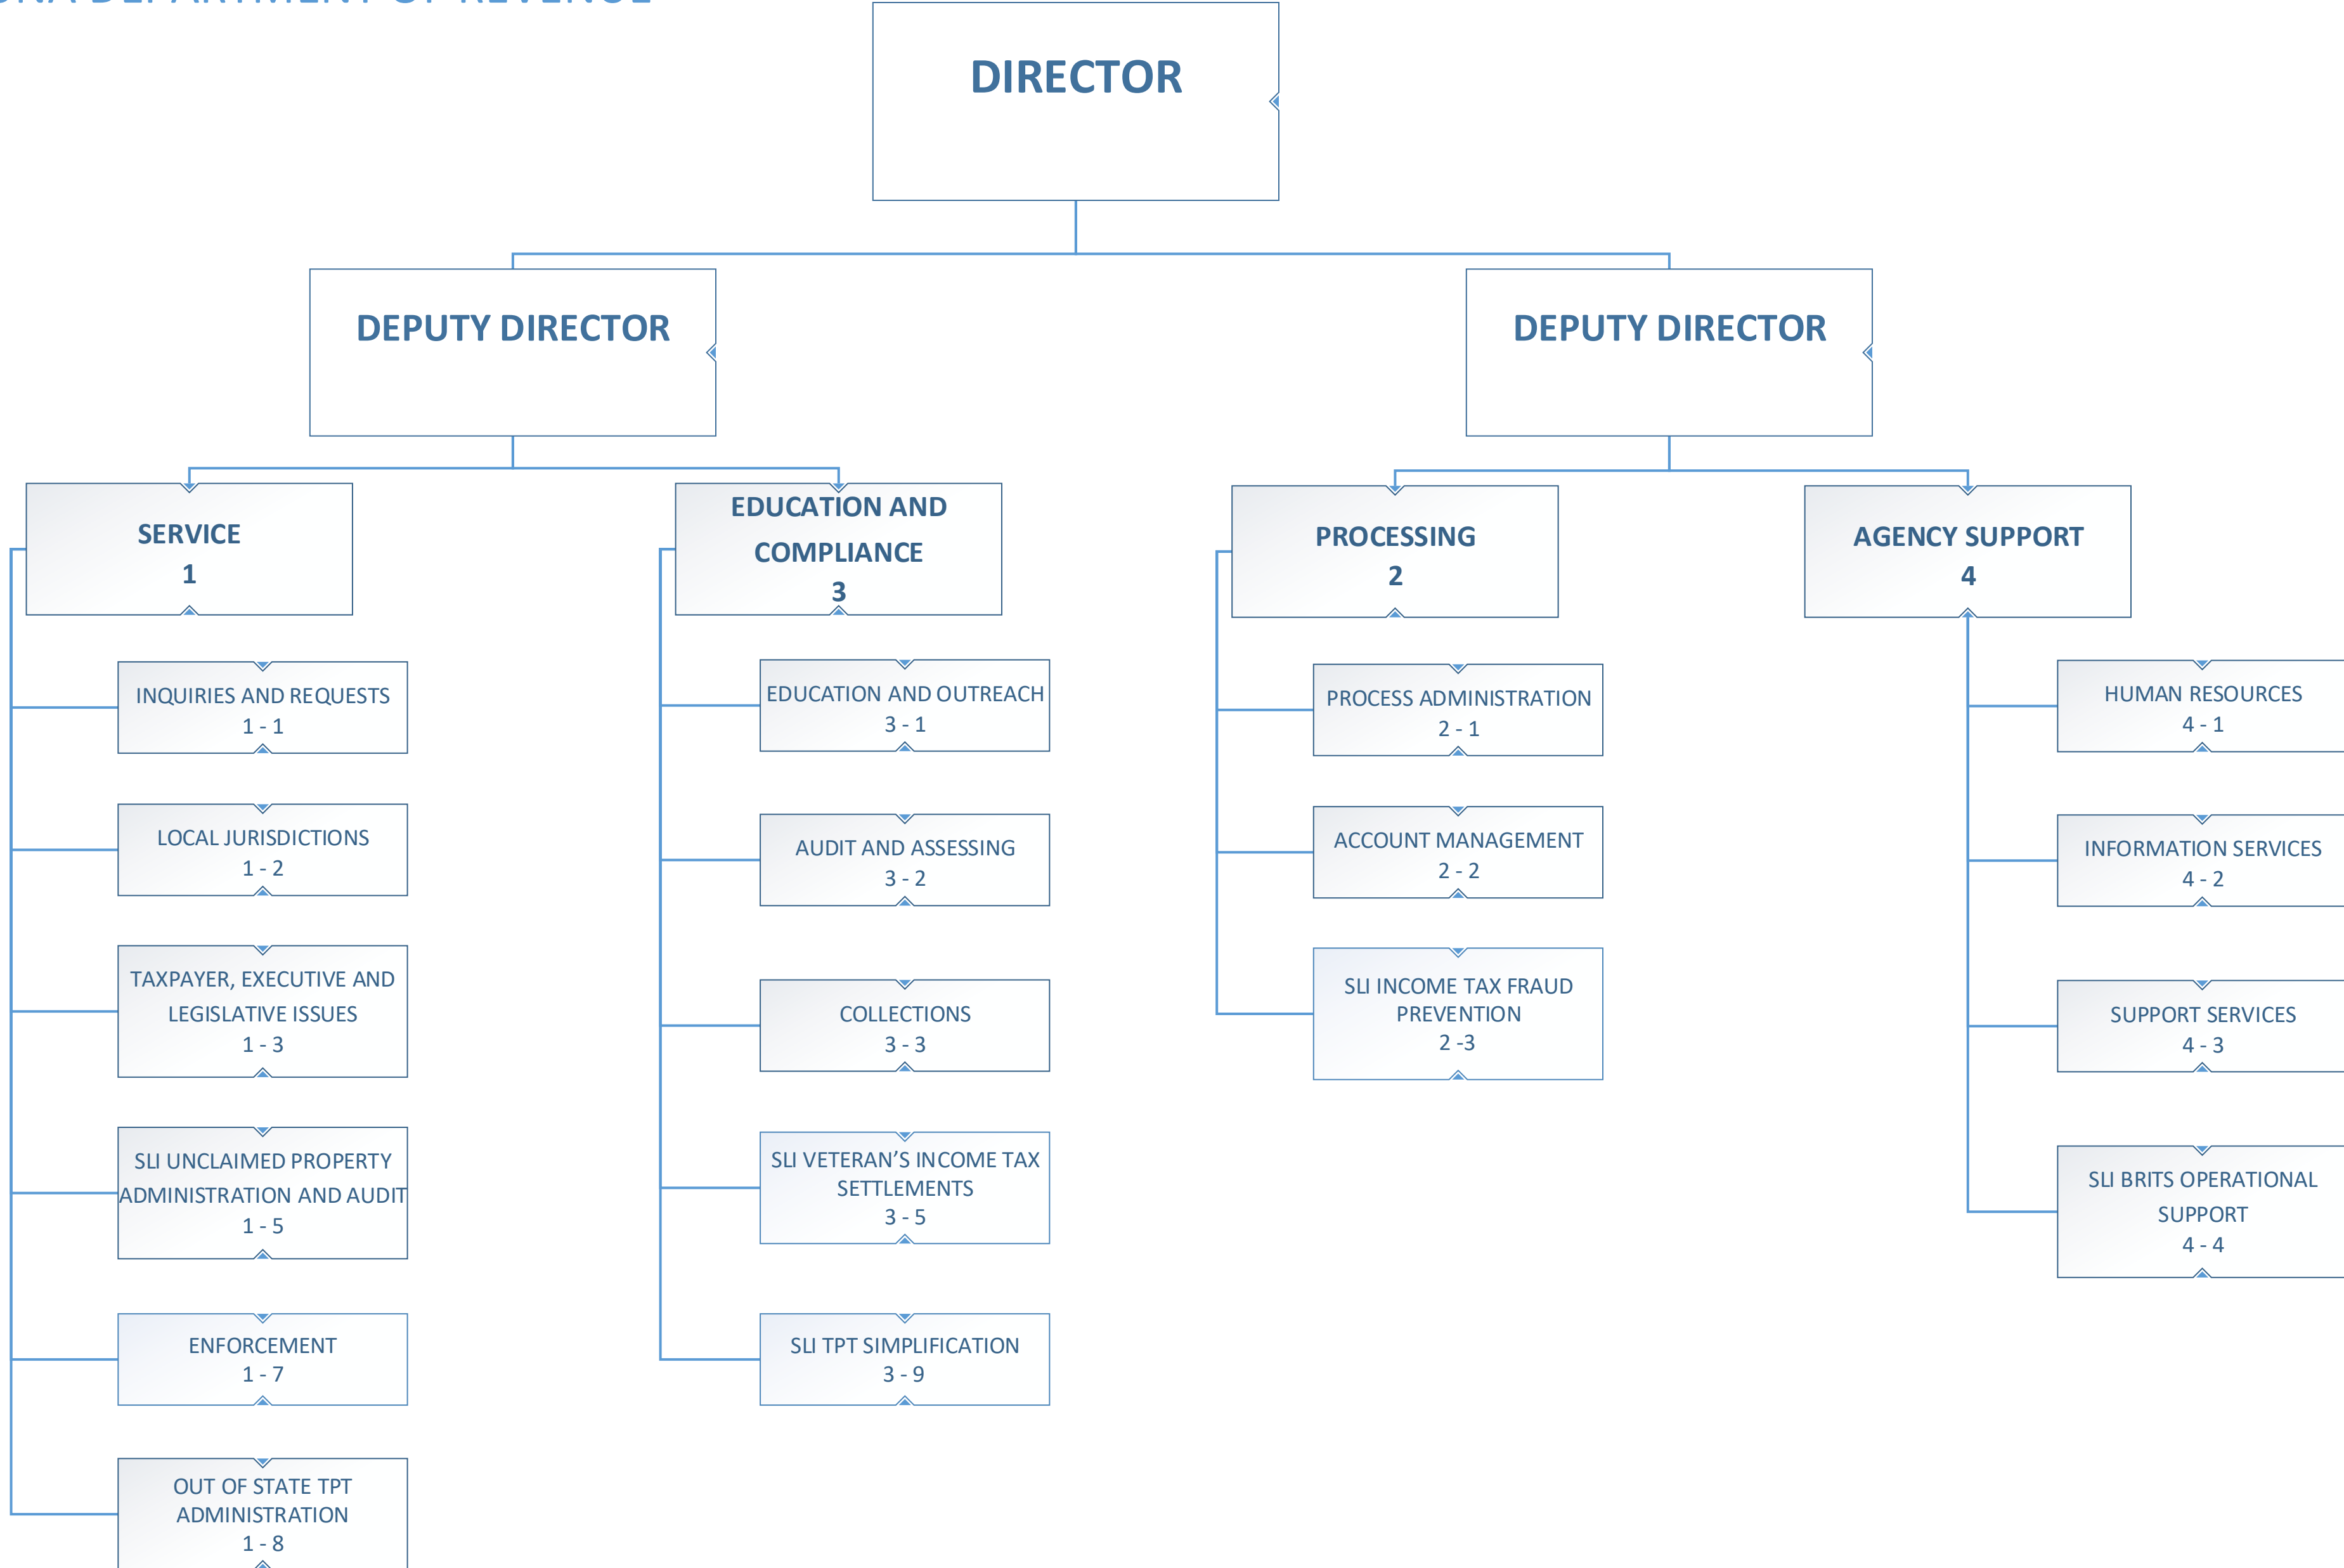 DEPARTMENT OF REVENUE
DIRECTOR
DEPUTY DIRECTOR
DEPUTY DIRECTOR
SERVICE
1
INQUIRIES AND REQUESTS
1 - 1
LOCAL JURISDICTIONS
1 - 2
TAXPAYER, EXECUTIVE AND
LEGISLATIVE ISSUES
1 - 3
SLI UNCLAIMED PROPERTY
ADMINISTRATION AND AUDIT
1 - 5
ENFORCEMENT
1 - 7
OUT OF STATE TPT
ADMINISTRATION
1 - 8
EDUCATION AND
COMPLIANCE
3
EDUCATION AND OUTREACH
3 - 1
AUDIT AND ASSESSING
3 - 2
COLLECTIONS
3 - 3
SLI VETERAN’S INCOME TAX
SETTLEMENTS
3 - 5
SLI TPT SIMPLIFICATION
3 - 9
PROCESSING
2
PROCESS ADMINISTRATION
2 - 1
ACCOUNT MANAGEMENT
2 - 2
SLI INCOME TAX FRAUD
PREVENTION
2 -3
AGENCY SUPPORT
4
HUMAN RESOURCES
4 - 1
INFORMATION SERVICES
4 - 2
SUPPORT SERVICES
4 - 3
SLI BRITS OPERATIONAL
SUPPORT
4 - 4